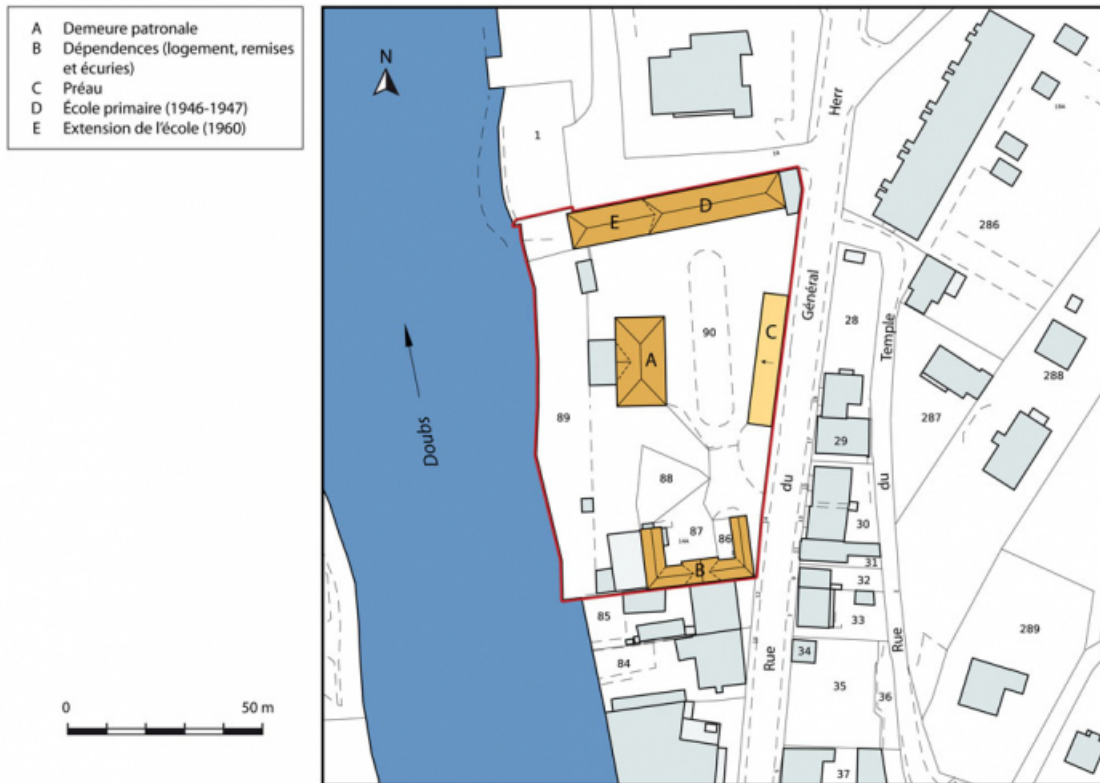 A Demeure patronale
B Dépendences (logement, remises
et écuries)
C Préau
D École primaire (1946-1947)
E Extension de l'école (1960)
0 50 m
N
Doubs
1
Rue du Général Herr
Rue du Temple
E
D
C
A
B
90
89
88
87
86
14A
85
84
28
29
30
31
32
33
34
35
36
37
286
287
288
289